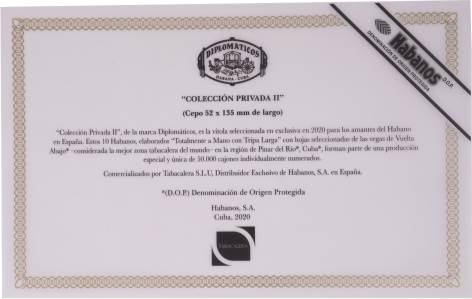 DIPLOMATICOS
HABANA - CUBA
Habanos D.O.P.
DENOMINACIÓN DE ORIGEN PROTEGIDA
"COLECCIÓN PRIVADA II"
(Cepo 52 x 135 mm de largo)
"Colección Privada II", de la marca Diplomáticos, es la vitola seleccionada en exclusiva en 2020 para los amantes del Habano
en España. Estos 10 Habanos, elaborados "Totalmente a Mano con Tripa Larga" con hojas seleccionadas de las vegas de Vuelta
Abajo* -considerada la mejor zona tabacalera del mundo- en la región de Pinar del Río*, Cuba*, forman parte de una producción
especial y única de 30.000 cajones individualmente numerados.
Comercializados por Tabacalera S.L.U, Distribuidor Exclusivo de Habanos, S.A. en España.
*(D.O.P.) Denominación de Origen Protegida
Habanos, S.A.
Cuba, 2020
TABACALERA